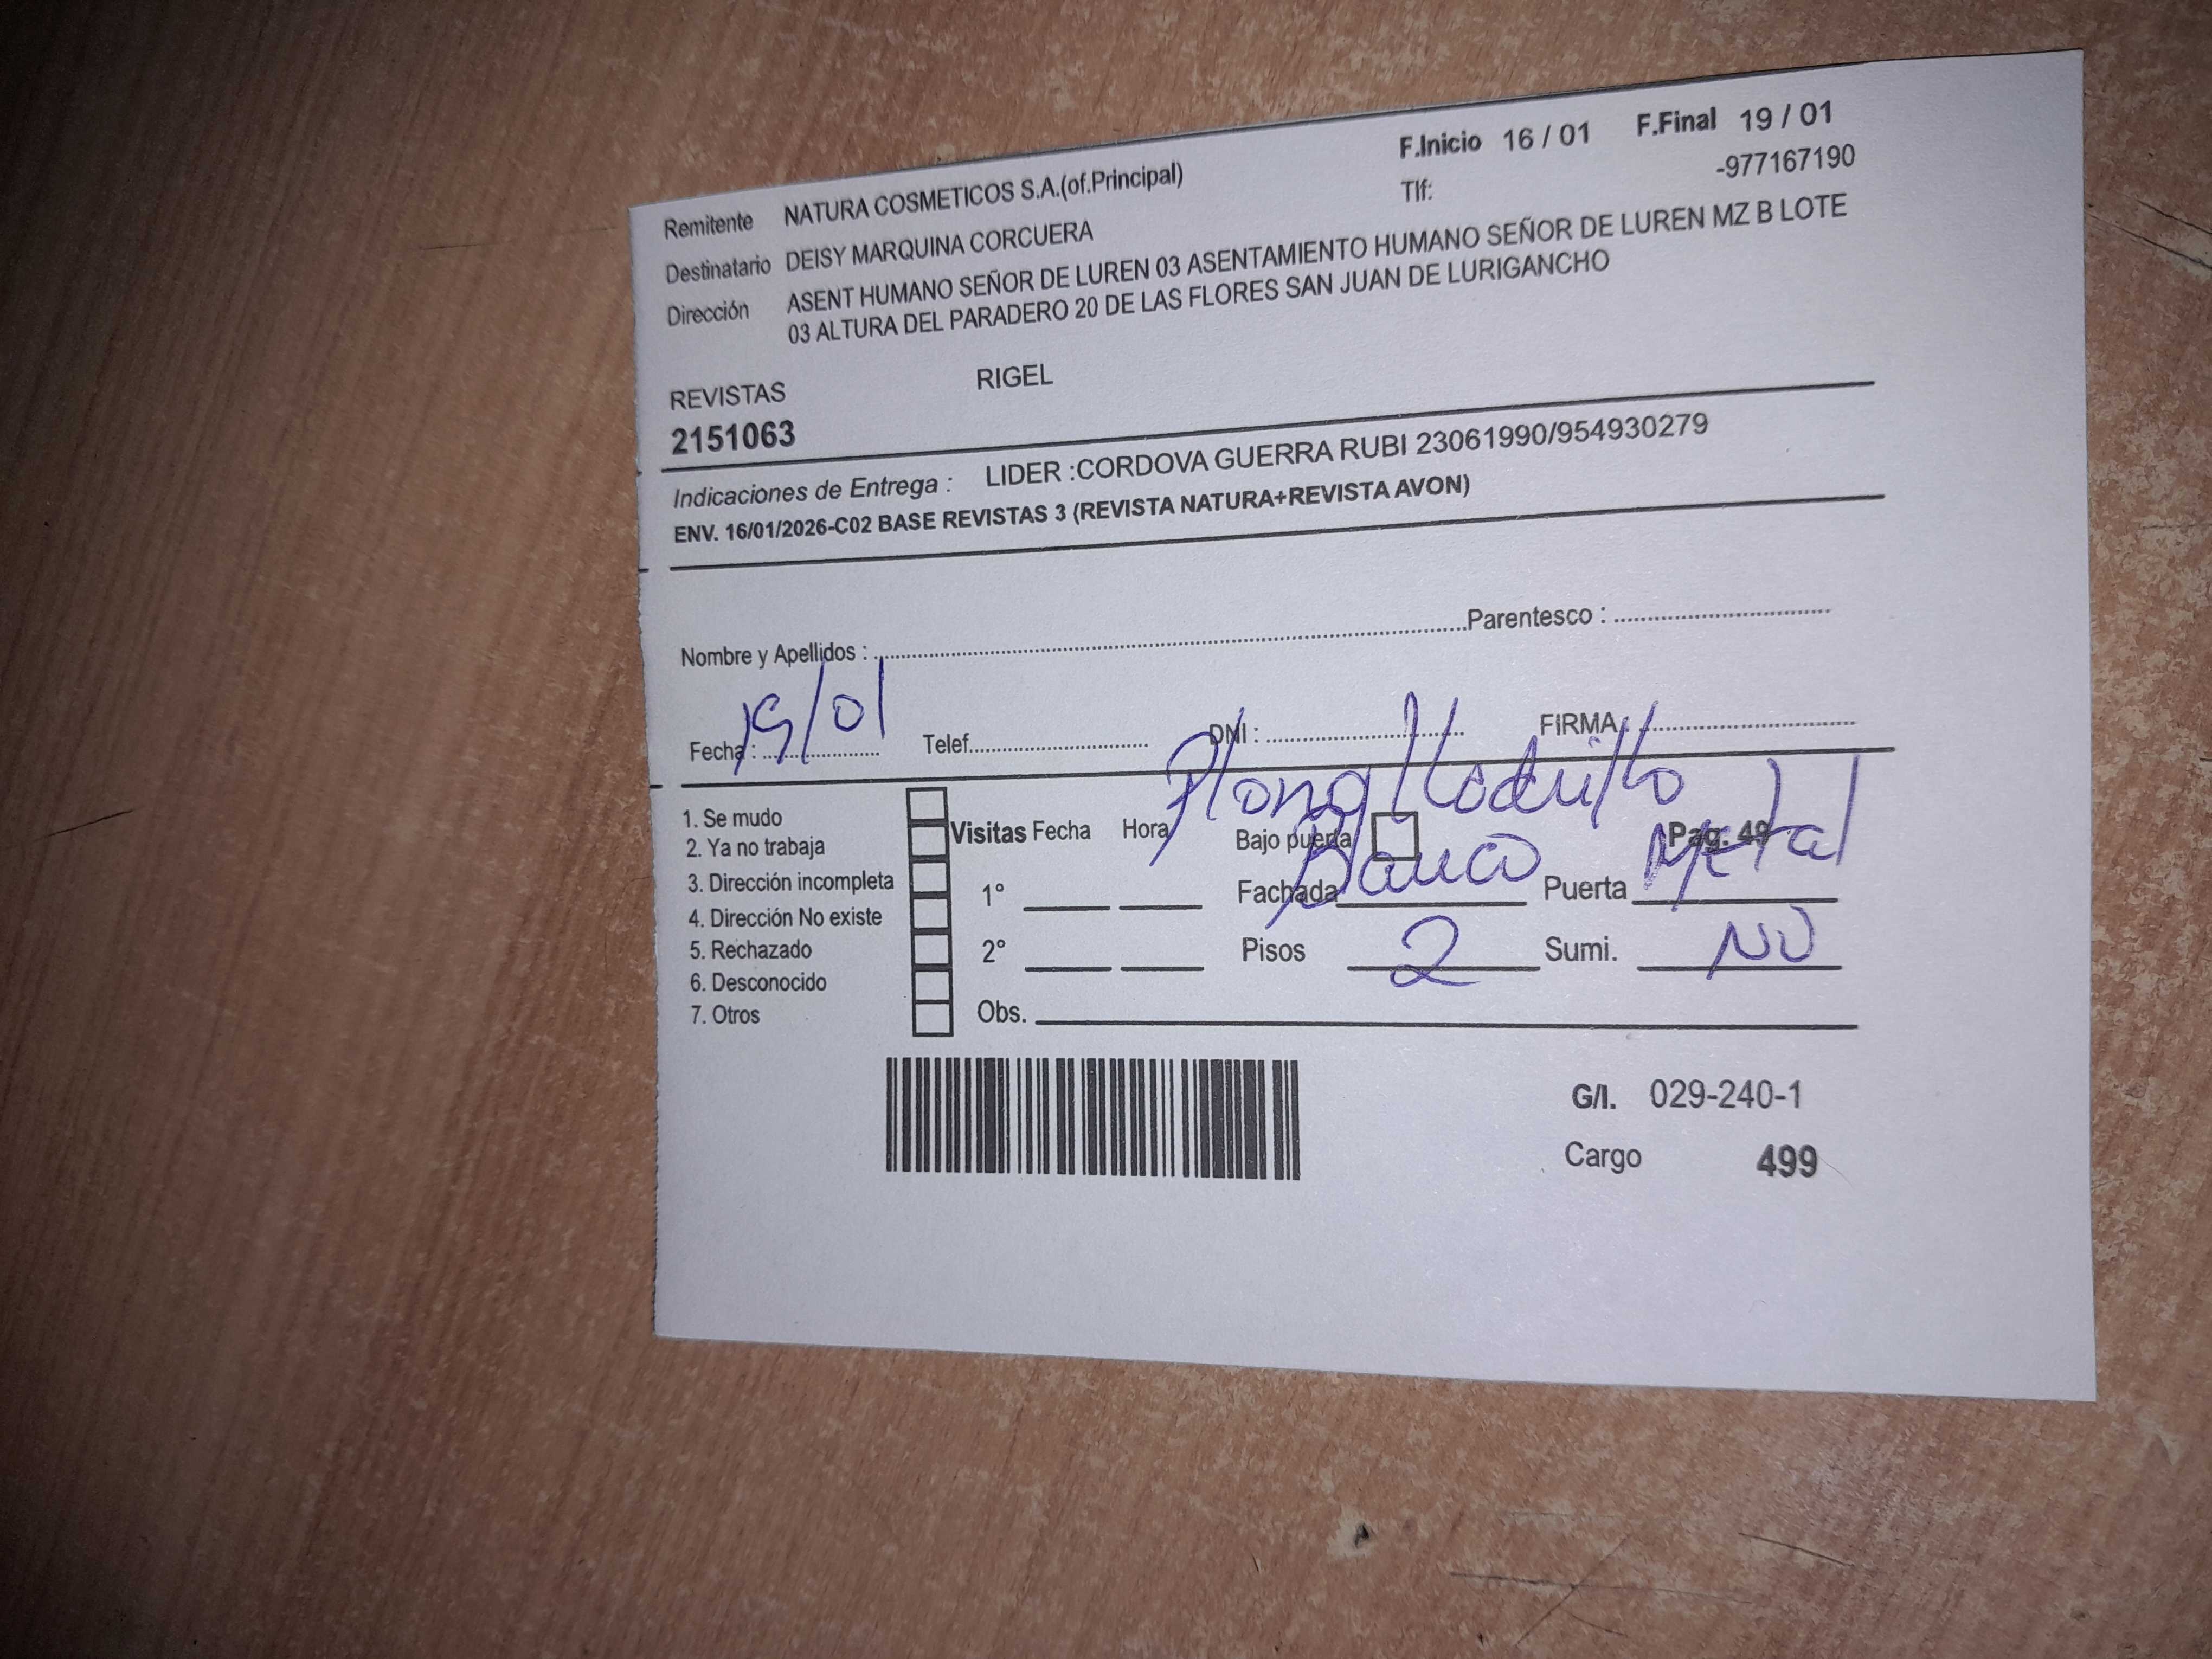 F.Inicio 16 / 01 F.Final 19 / 01
Remitente NATURA COSMETICOS S.A.(of.Principal) Tlf: -977167190
Destinatario DEISY MARQUINA CORCUERA
Dirección ASENT HUMANO SEÑOR DE LUREN 03 ASENTAMIENTO HUMANO SEÑOR DE LUREN MZ B LOTE
03 ALTURA DEL PARADERO 20 DE LAS FLORES SAN JUAN DE LURIGANCHO
REVISTAS RIGEL
2151063
Indicaciones de Entrega : LIDER :CORDOVA GUERRA RUBI 23061990/954930279
ENV. 16/01/2026-C02 BASE REVISTAS 3 (REVISTA NATURA+REVISTA AVON)
Nombre y Apellidos : Parentesco :
Fecha : 19/01 Telef. DNI : FIRMA :
Ladrillo
1. Se mudo
2. Ya no trabaja
3. Dirección incompleta
4. Dirección No existe
5. Rechazado
6. Desconocido
7. Otros
Visitas Fecha Hora Bajo puerta Pag. 49
1° Fachada Blanco Puerta Metal
2° Pisos 2 Sumi. NO
Obs.
G/I. 029-240-1
Cargo 499